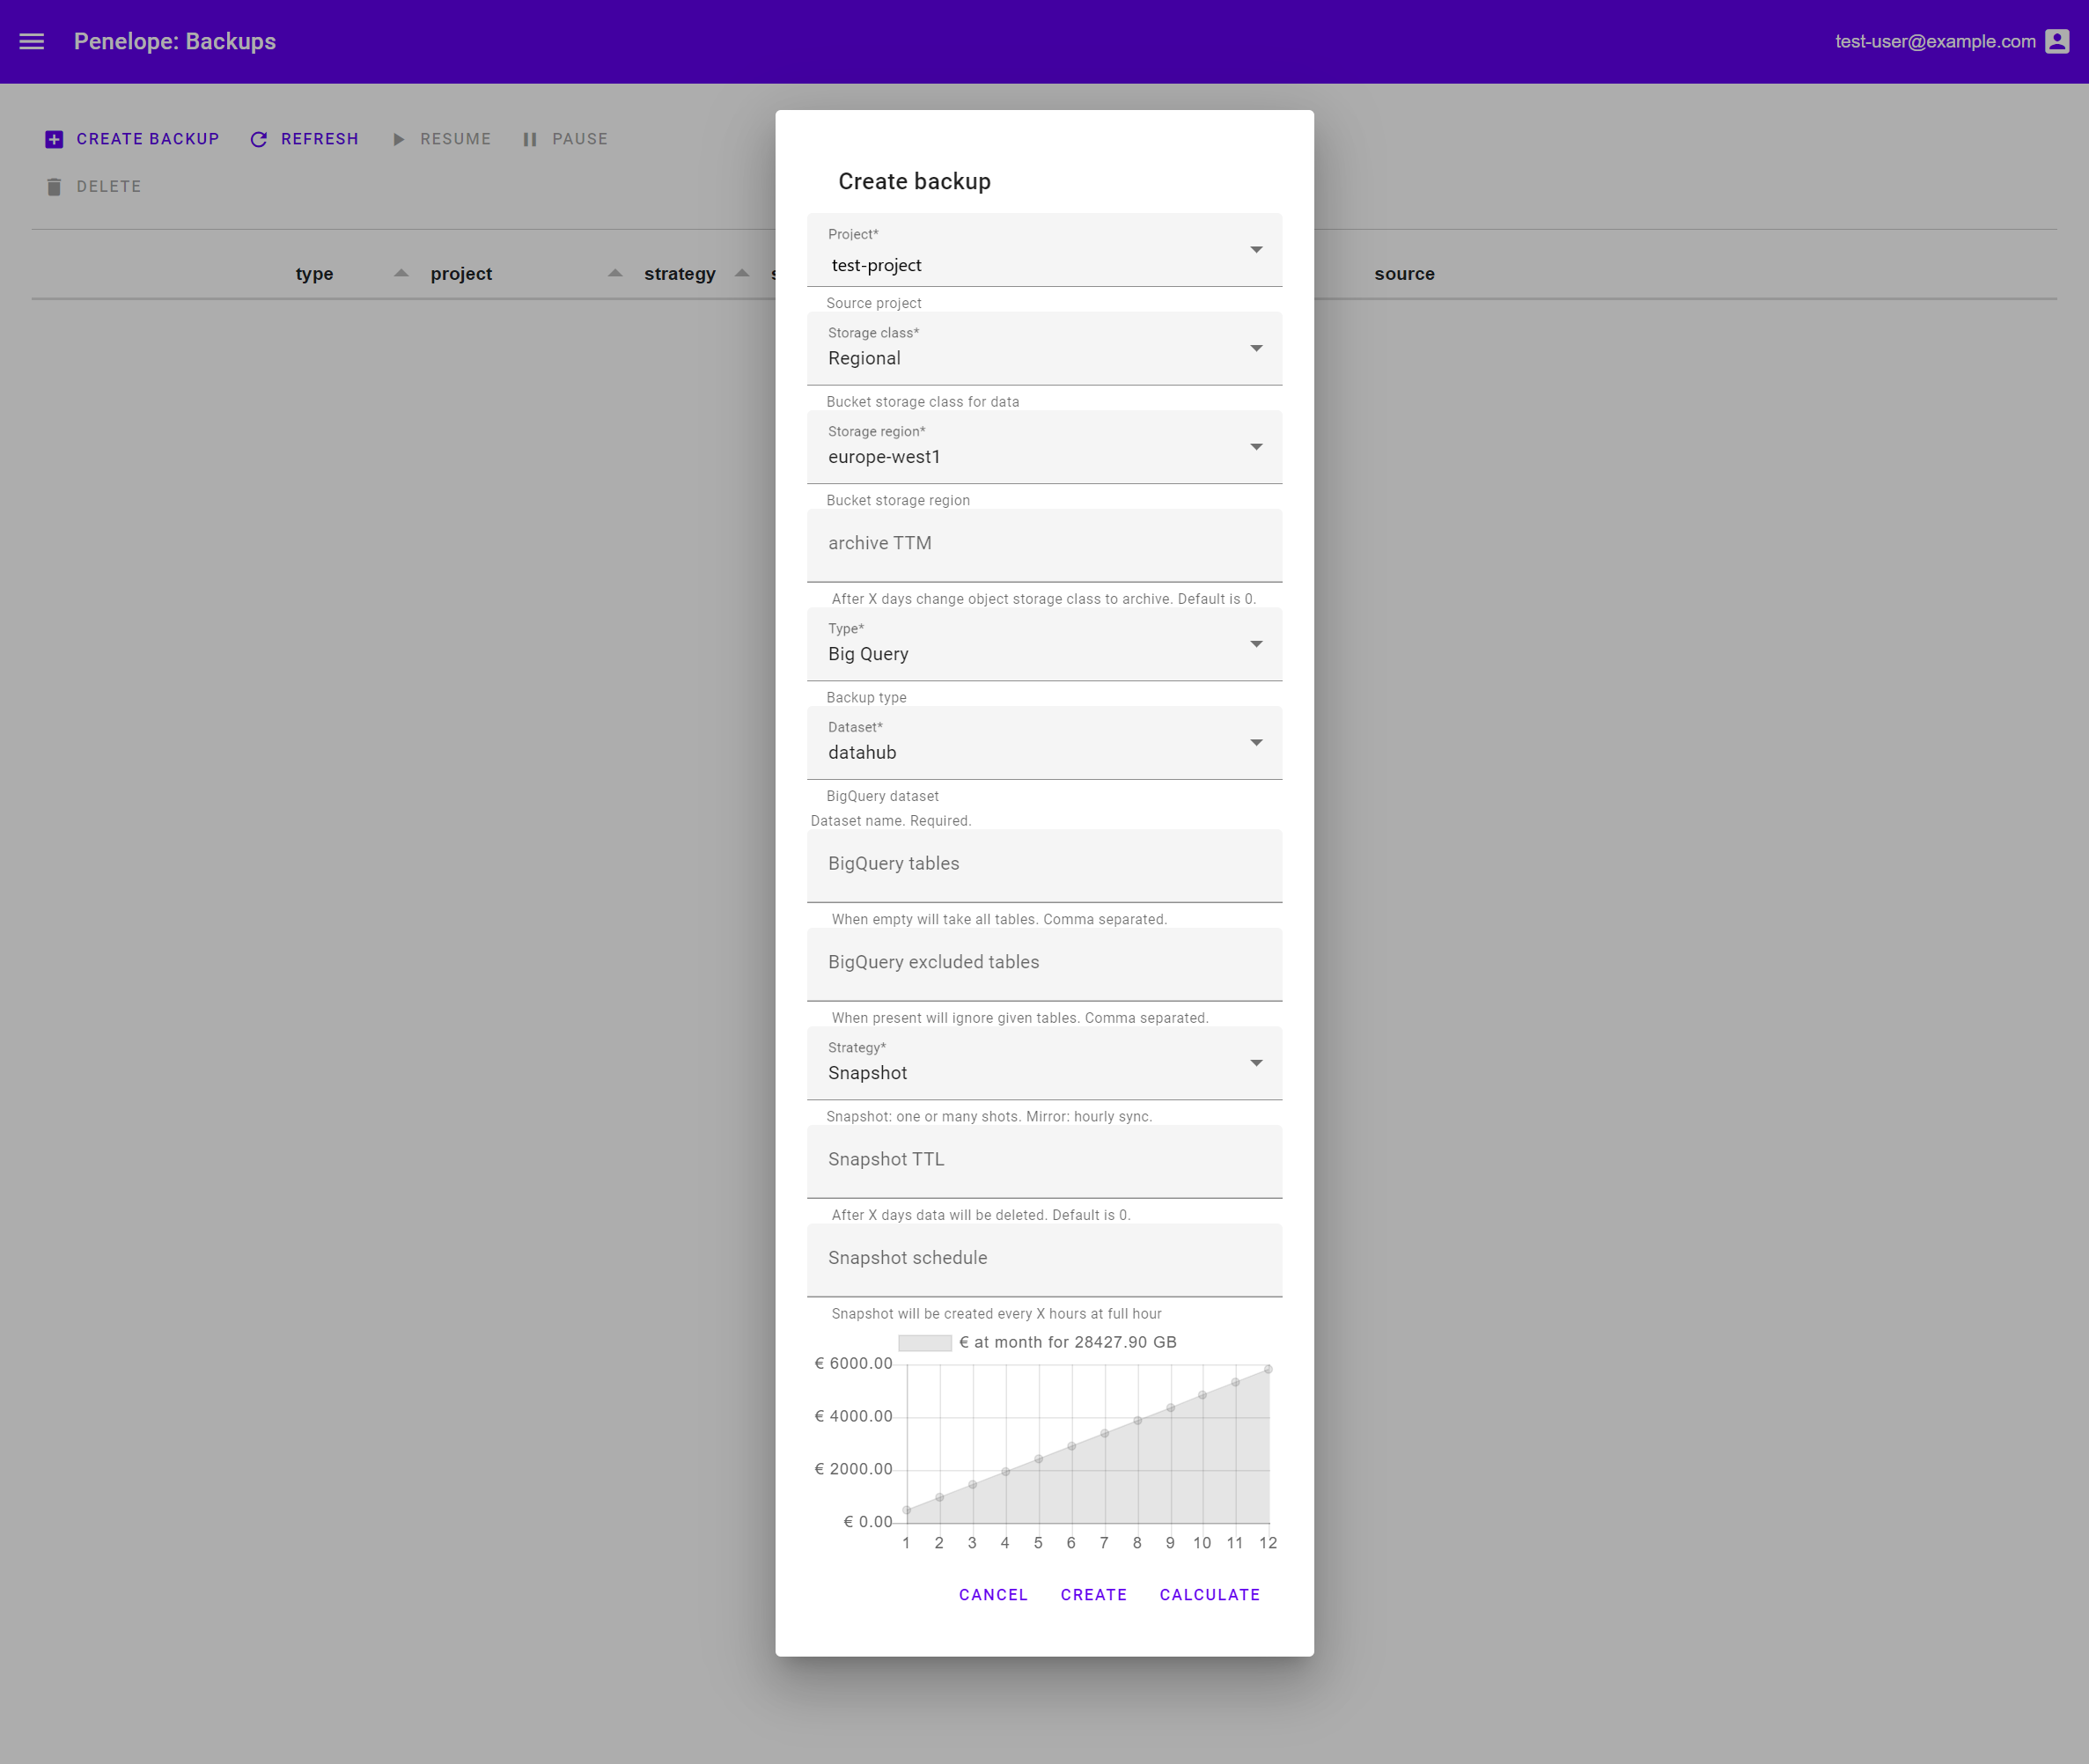 Penelope: Backups
test-user@example.com
CREATE BACKUP REFRESH RESUME PAUSE
DELETE
type project strategy source
Create backup
Project*
test-project
Source project
Storage class*
Regional
Bucket storage class for data
Storage region*
europe-west1
Bucket storage region
archive TTM
After X days change object storage class to archive. Default is 0.
Type*
Big Query
Backup type
Dataset*
datahub
BigQuery dataset
Dataset name. Required.
BigQuery tables
When empty will take all tables. Comma separated.
BigQuery excluded tables
When present will ignore given tables. Comma separated.
Strategy*
Snapshot
Snapshot: one or many shots. Mirror: hourly sync.
Snapshot TTL
After X days data will be deleted. Default is 0.
Snapshot schedule
Snapshot will be created every X hours at full hour
€ at month for 28427.90 GB
€ 6000.00
€ 4000.00
€ 2000.00
€ 0.00
1 2 3 4 5 6 7 8 9 10 11 12
CANCEL CREATE CALCULATE